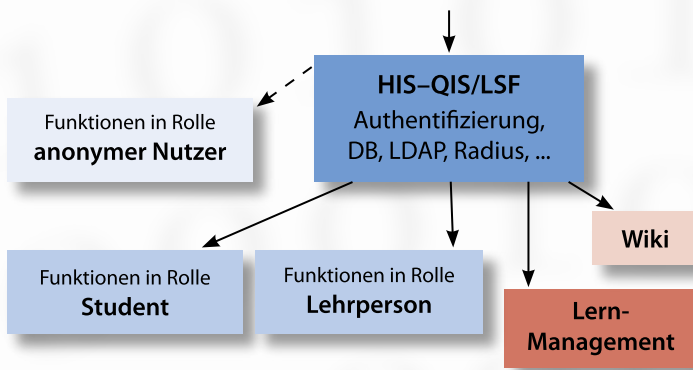 HIS–QIS/LSF
Authentifizierung,
DB, LDAP, Radius, ...
Funktionen in Rolle
anonymer Nutzer
Funktionen in Rolle
Student
Funktionen in Rolle
Lehrperson
Wiki
Lern-
Management